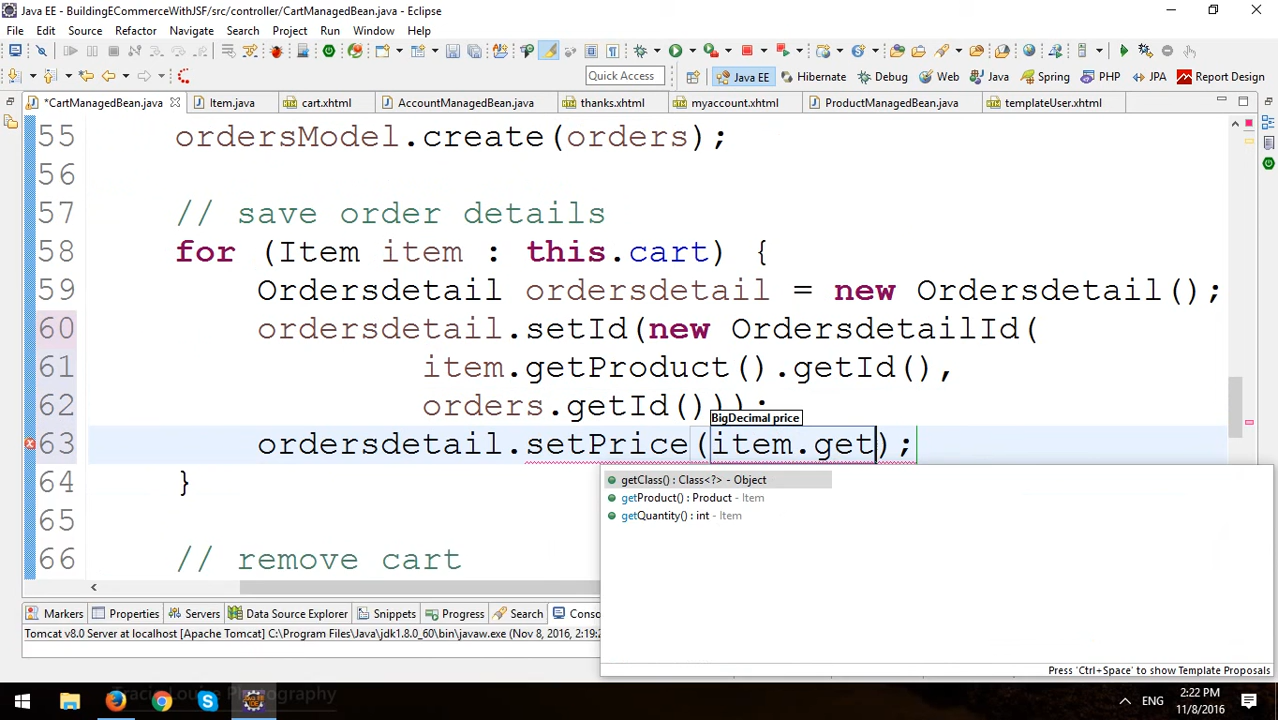 Java EE - BuildingECommerceWithJSF/src/controller/CartManagedBean.java - Eclipse
File Edit Source Refactor Navigate Search Project Run Window Help
Quick Access Java EE Hibernate Debug Web Java Spring PHP JPA Report Design
*CartManagedBean.java Item.java cart.xhtml AccountManagedBean.java thanks.xhtml myaccount.xhtml ProductManagedBean.java templateUser.xhtml
55 ordersModel.create(orders);
56
57 // save order details
58 for (Item item : this.cart) {
59 Ordersdetail ordersdetail = new Ordersdetail();
60 ordersdetail.setId(new OrdersdetailId(
61 item.getProduct().getId(),
62 orders.getId()));
BigDecimal price
63 ordersdetail.setPrice(item.get);
getClass() : Class<?> - Object
64 }
getProduct() : Product - Item
getQuantity() : int - Item
65
66 // remove cart
Markers Properties Servers Data Source Explorer Snippets Progress Search Conso
Tomcat v8.0 Server at localhost [Apache Tomcat] C:\Program Files\Java\jdk1.8.0_60\bin\javaw.exe (Nov 8, 2016, 2:19:2
Press 'Ctrl+Space' to show Template Proposals
ENG
2:22 PM
11/8/2016